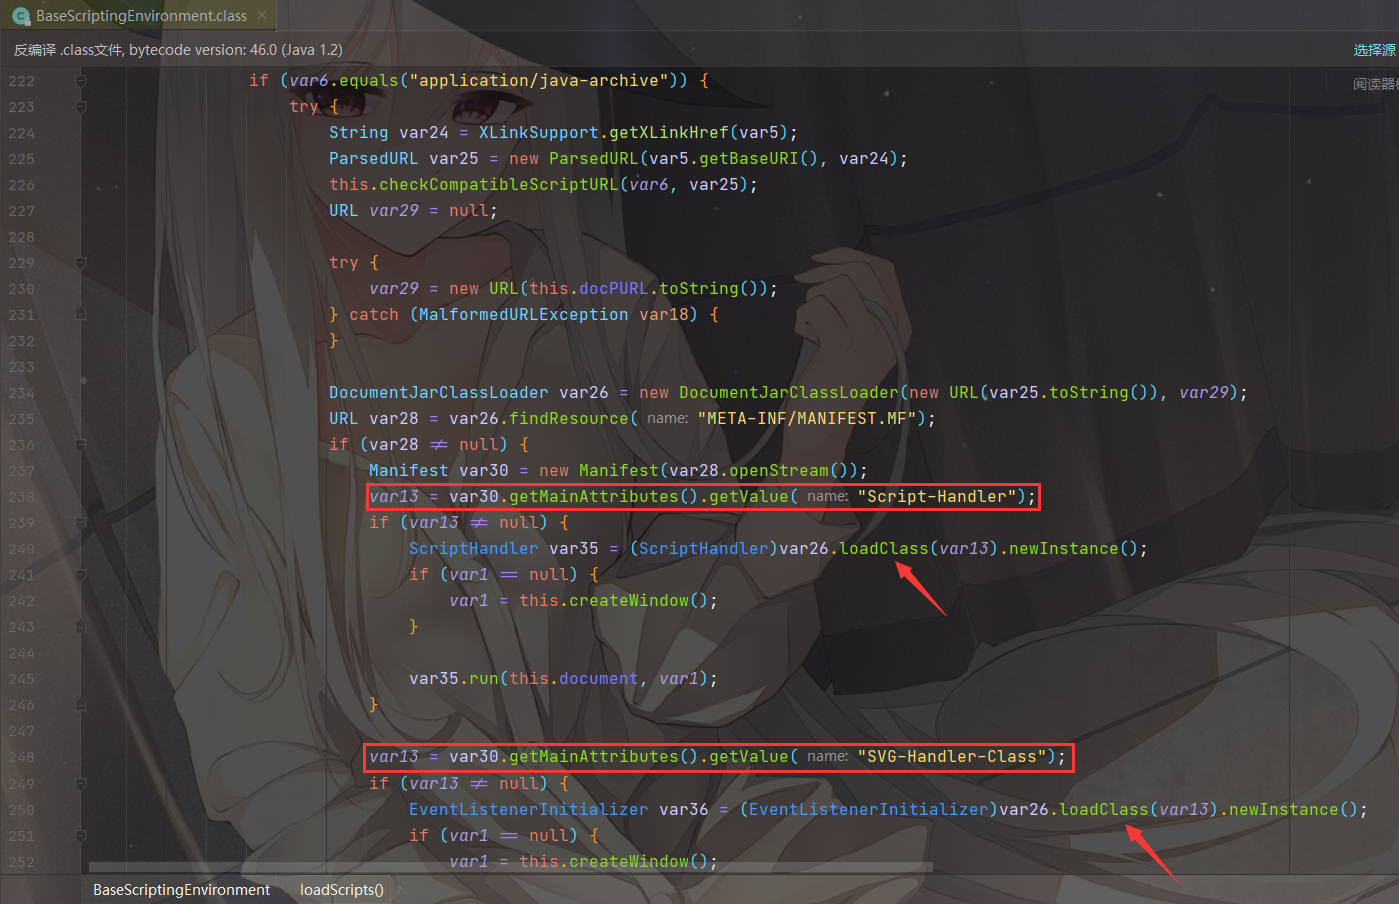 BaseScriptingEnvironment.class
反编译 .class文件, bytecode version: 46.0 (Java 1.2)
选择源
阅读器
222 if (var6.equals("application/java-archive")) {
223 try {
224 String var24 = XLinkSupport.getXLinkHref(var5);
225 ParsedURL var25 = new ParsedURL(var5.getBaseURI(), var24);
226 this.checkCompatibleScriptURL(var6, var25);
227 URL var29 = null;
228
229 try {
230 var29 = new URL(this.docPURL.toString());
231 } catch (MalformedURLException var18) {
232 }
233
234 DocumentJarClassLoader var26 = new DocumentJarClassLoader(new URL(var25.toString()), var29);
235 URL var28 = var26.findResource( name: "META-INF/MANIFEST.MF");
236 if (var28 ≠ null) {
237 Manifest var30 = new Manifest(var28.openStream());
238 var13 = var30.getMainAttributes().getValue( name: "Script-Handler");
239 if (var13 ≠ null) {
240 ScriptHandler var35 = (ScriptHandler)var26.loadClass(var13).newInstance();
241 if (var1 == null) {
242 var1 = this.createWindow();
243 }
244
245 var35.run(this.document, var1);
246 }
247
248 var13 = var30.getMainAttributes().getValue( name: "SVG-Handler-Class");
249 if (var13 ≠ null) {
250 EventListenerInitializer var36 = (EventListenerInitializer)var26.loadClass(var13).newInstance();
251 if (var1 == null) {
252 var1 = this.createWindow();
BaseScriptingEnvironment loadScripts()